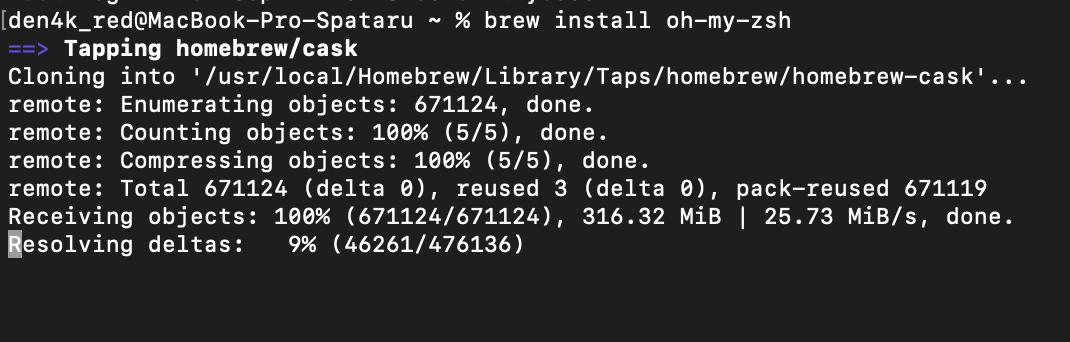 [den4k_red@MacBook-Pro-Spataru ~ % brew install oh-my-zsh
==> Tapping homebrew/cask
Cloning into '/usr/local/Homebrew/Library/Taps/homebrew/homebrew-cask'...
remote: Enumerating objects: 671124, done.
remote: Counting objects: 100% (5/5), done.
remote: Compressing objects: 100% (5/5), done.
remote: Total 671124 (delta 0), reused 3 (delta 0), pack-reused 671119
Receiving objects: 100% (671124/671124), 316.32 MiB | 25.73 MiB/s, done.
Resolving deltas:   9% (46261/476136)